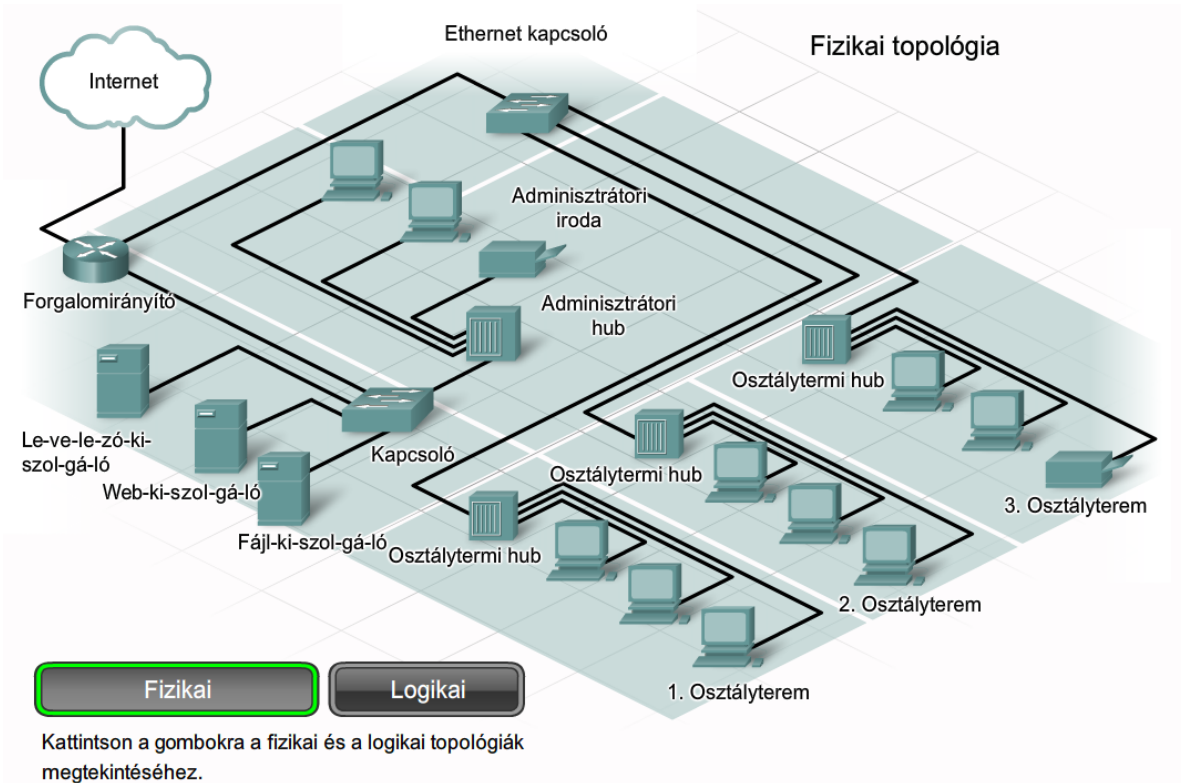 Ethernet kapcsoló
Fizikai topológia
Internet
Adminisztrátori
iroda
Forgalomirányító
Adminisztrátori
hub
Osztálytermi hub
Le-ve-le-zó-ki-
szol-gá-ló
Kapcsoló
Osztálytermi hub
Web-ki-szol-gá-ló
3. Osztályterem
Fájl-ki-szol-gá-ló
Osztálytermi hub
2. Osztályterem
1. Osztályterem
Fizikai
Logikai
Kattintson a gombokra a fizikai és a logikai topológiák
megtekintéséhez.